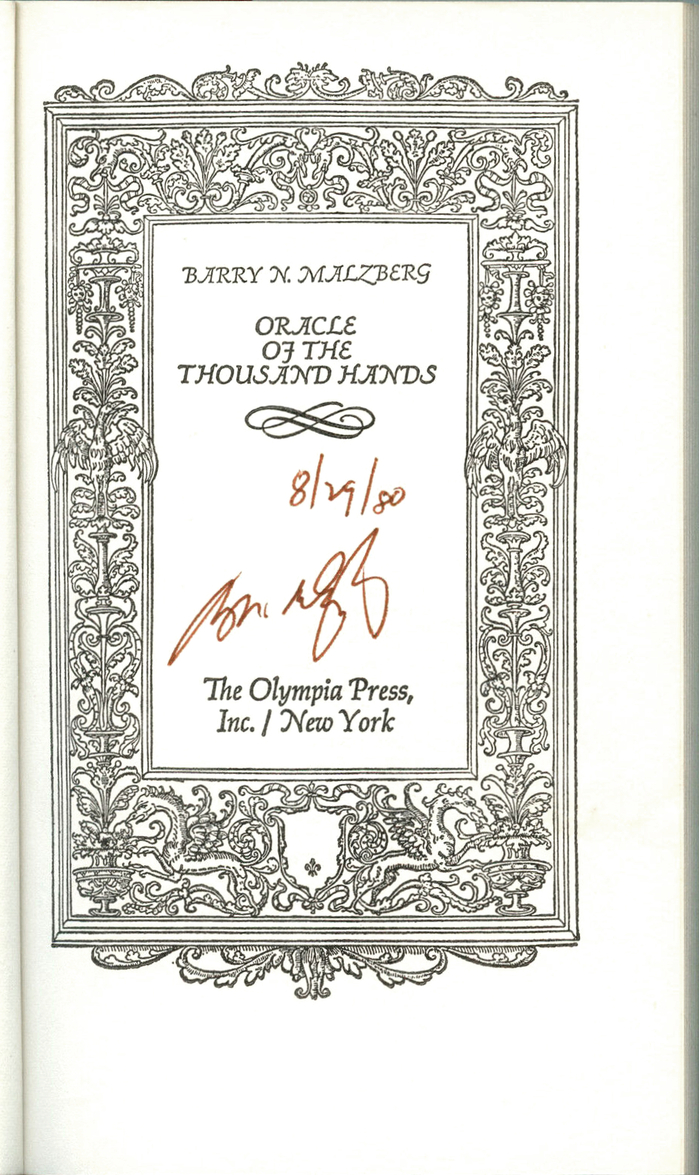 BARRY N. MALZBERG
ORACLE
OF THE
THOUSAND HANDS
8/29/80
The Olympia Press,
Inc. / New York